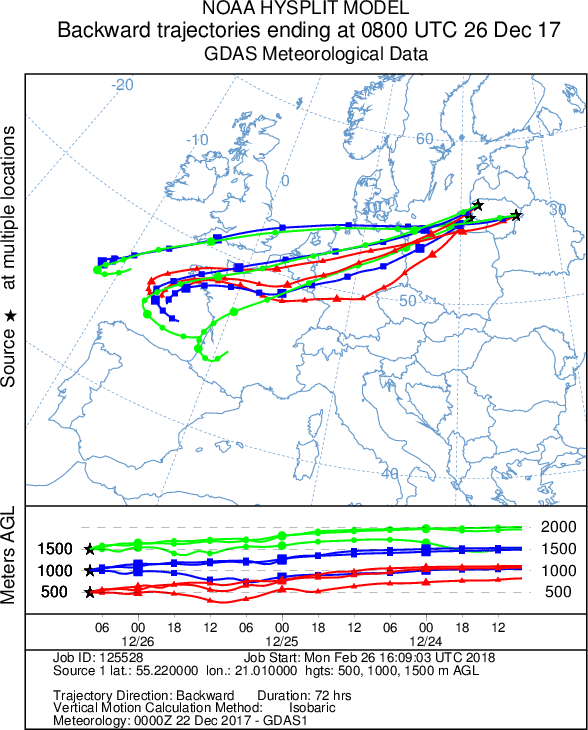 NOAA HYSPLIT MODEL
Backward trajectories ending at 0800 UTC 26 Dec 17
GDAS Meteorological Data
Source ★ at multiple locations
-20
-10
0
60
30
50
40
Meters AGL
1500
1000
500
2000
1500
1000
500
06 00 18 12 06 00 18 12 06 00 18 12
12/26 12/25 12/24
Job ID: 125528 Job Start: Mon Feb 26 16:09:03 UTC 2018
Source 1 lat.: 55.220000 lon.: 21.010000 hgts: 500, 1000, 1500 m AGL
Trajectory Direction: Backward Duration: 72 hrs
Vertical Motion Calculation Method: Isobaric
Meteorology: 0000Z 22 Dec 2017 - GDAS1